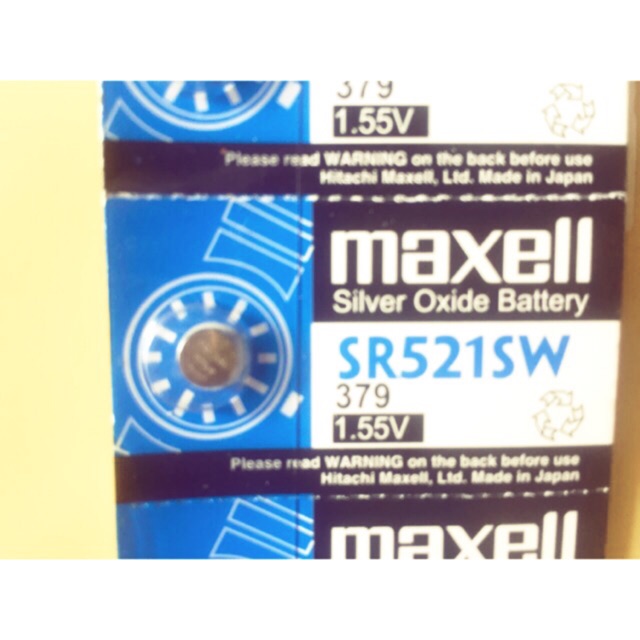 379
1.55V
Please read WARNING on the back before use
Hitachi Maxell, Ltd. Made in Japan
maxell
Silver Oxide Battery
SR521SW
379
1.55V
Please read WARNING on the back before use
Hitachi Maxell, Ltd. Made in Japan
maxell